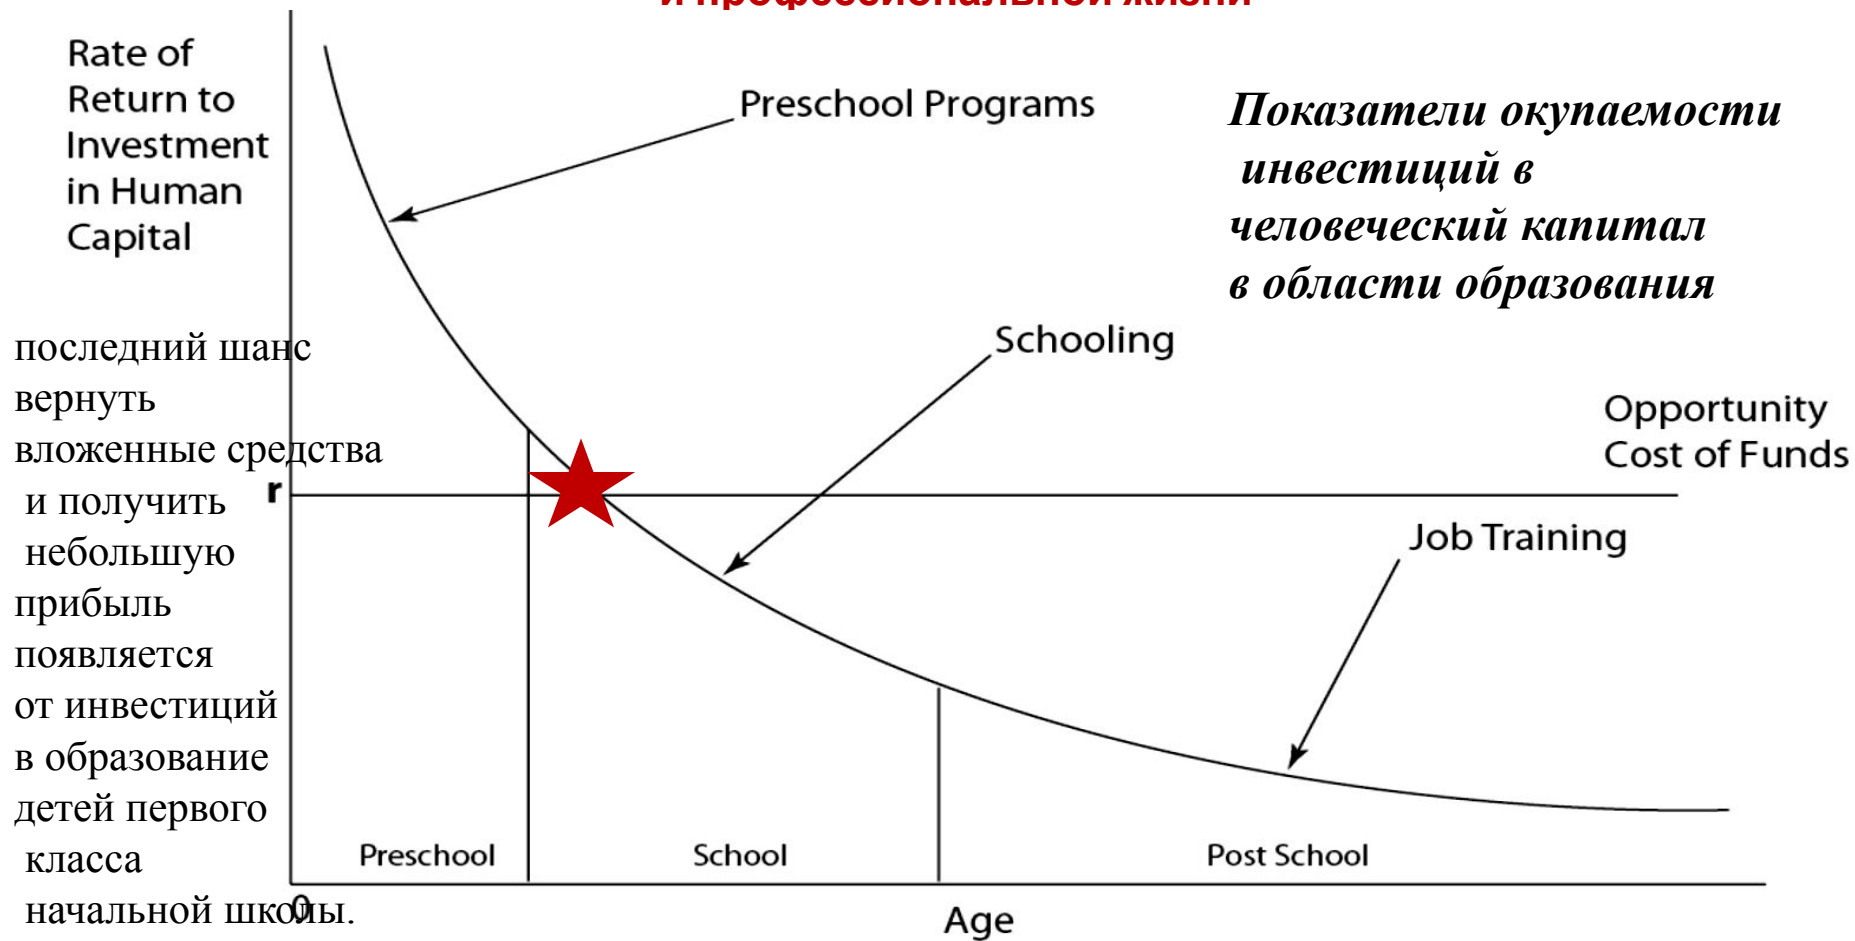 и профессиональной жизни
Rate of
Return to
Investment
in Human
Capital
Preschool Programs
Показатели окупаемости
инвестиций в
человеческий капитал
в области образования
последний шанс
вернуть
вложенные средства
и получить
небольшую
прибыль
появляется
от инвестиций
в образование
детей первого
класса
начальной школы.
Schooling
Opportunity
Cost of Funds
r
Job Training
Preschool
School
Post School
0
Age